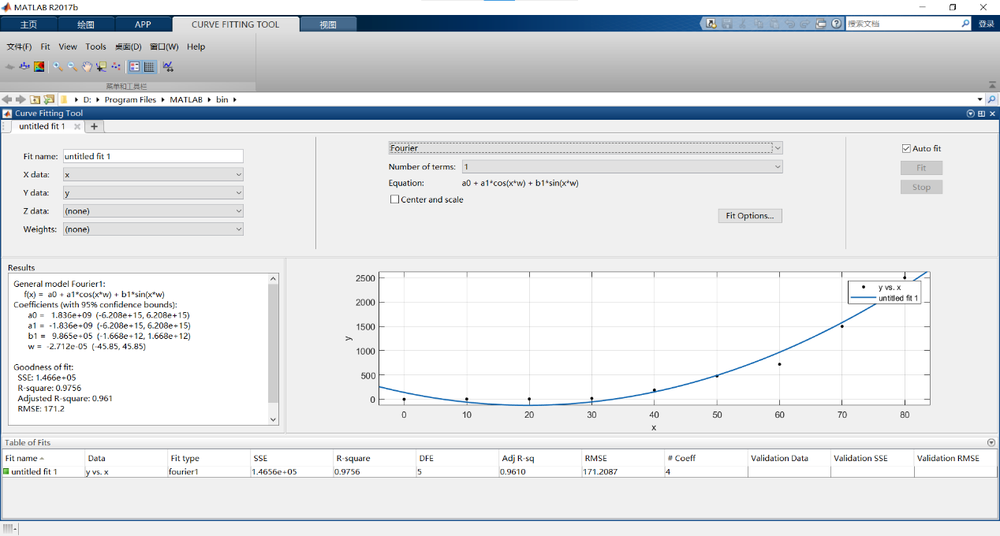 MATLAB R2017b
主页 绘图 APP CURVE FITTING TOOL 视图 搜索文档 登录
文件(F) Fit View Tools 桌面(D) 窗口(W) Help
菜单和工具栏
D: Program Files MATLAB bin
Curve Fitting Tool
untitled fit 1
Fit name: untitled fit 1
X data: x
Y data: y
Z data: (none)
Weights: (none)
Fourier
Number of terms: 1
Equation: a0 + a1*cos(x*w) + b1*sin(x*w)
Center and scale
Fit Options...
Auto fit
Fit
Stop
Results
General model Fourier1:
f(x) = a0 + a1*cos(x*w) + b1*sin(x*w)
Coefficients (with 95% confidence bounds):
a0 = 1.836e+09 (-6.208e+15, 6.208e+15)
a1 = -1.836e+09 (-6.208e+15, 6.208e+15)
b1 = 9.865e+05 (-1.668e+12, 1.668e+12)
w = -2.712e-05 (-45.85, 45.85)
Goodness of fit:
SSE: 1.466e+05
R-square: 0.9756
Adjusted R-square: 0.961
RMSE: 171.2
2500
2000
1500
1000
500
0
y
0 10 20 30 40 50 60 70 80
x
y vs. x
untitled fit 1
Table of Fits
Fit name Data Fit type SSE R-square DFE Adj R-sq RMSE # Coeff Validation Data Validation SSE Validation RMSE
untitled fit 1 y vs. x fourier1 1.4656e+05 0.9756 5 0.9610 171.2087 4